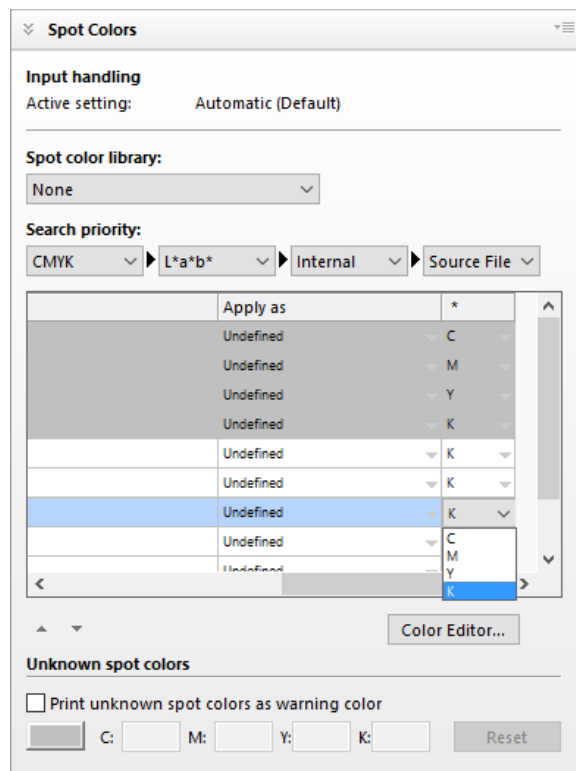 Spot Colors
Input handling
Active setting: Automatic (Default)
Spot color library:
None
Search priority:
CMYK L*a*b* Internal Source File
Apply as *
Undefined C
Undefined M
Undefined Y
Undefined K
Undefined K
Undefined K
Undefined K
C
Undefined
M
Y
Undefined
K
Color Editor...
Unknown spot colors
Print unknown spot colors as warning color
C: M: Y: K: Reset